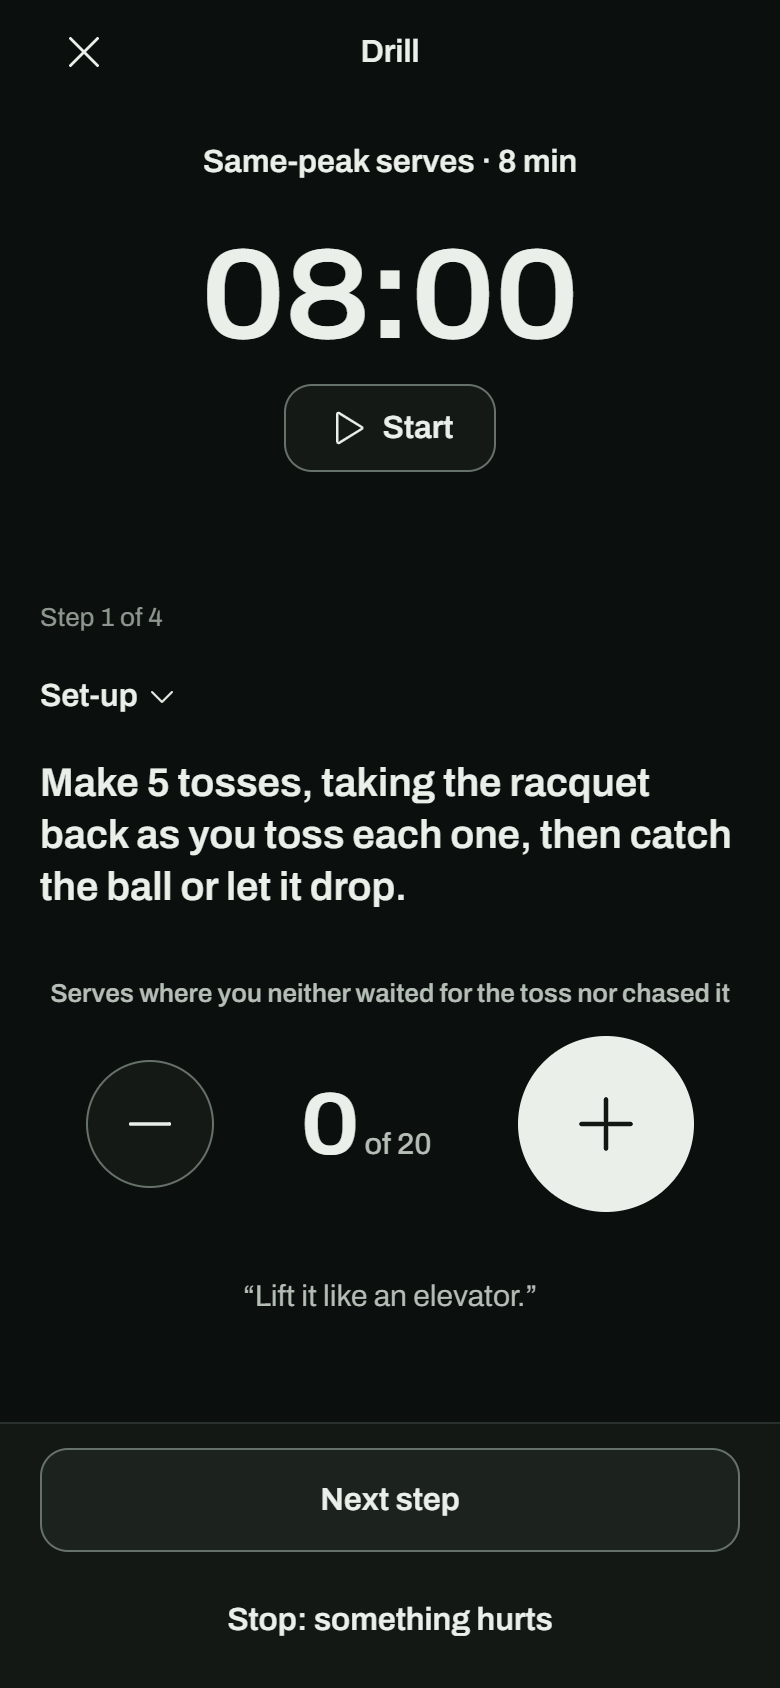 Drill
Same-peak serves · 8 min
08:00
Start
Step 1 of 4
Set-up
Make 5 tosses, taking the racquet
back as you toss each one, then catch
the ball or let it drop.
Serves where you neither waited for the toss nor chased it
0 of 20
“Lift it like an elevator.”
Next step
Stop: something hurts